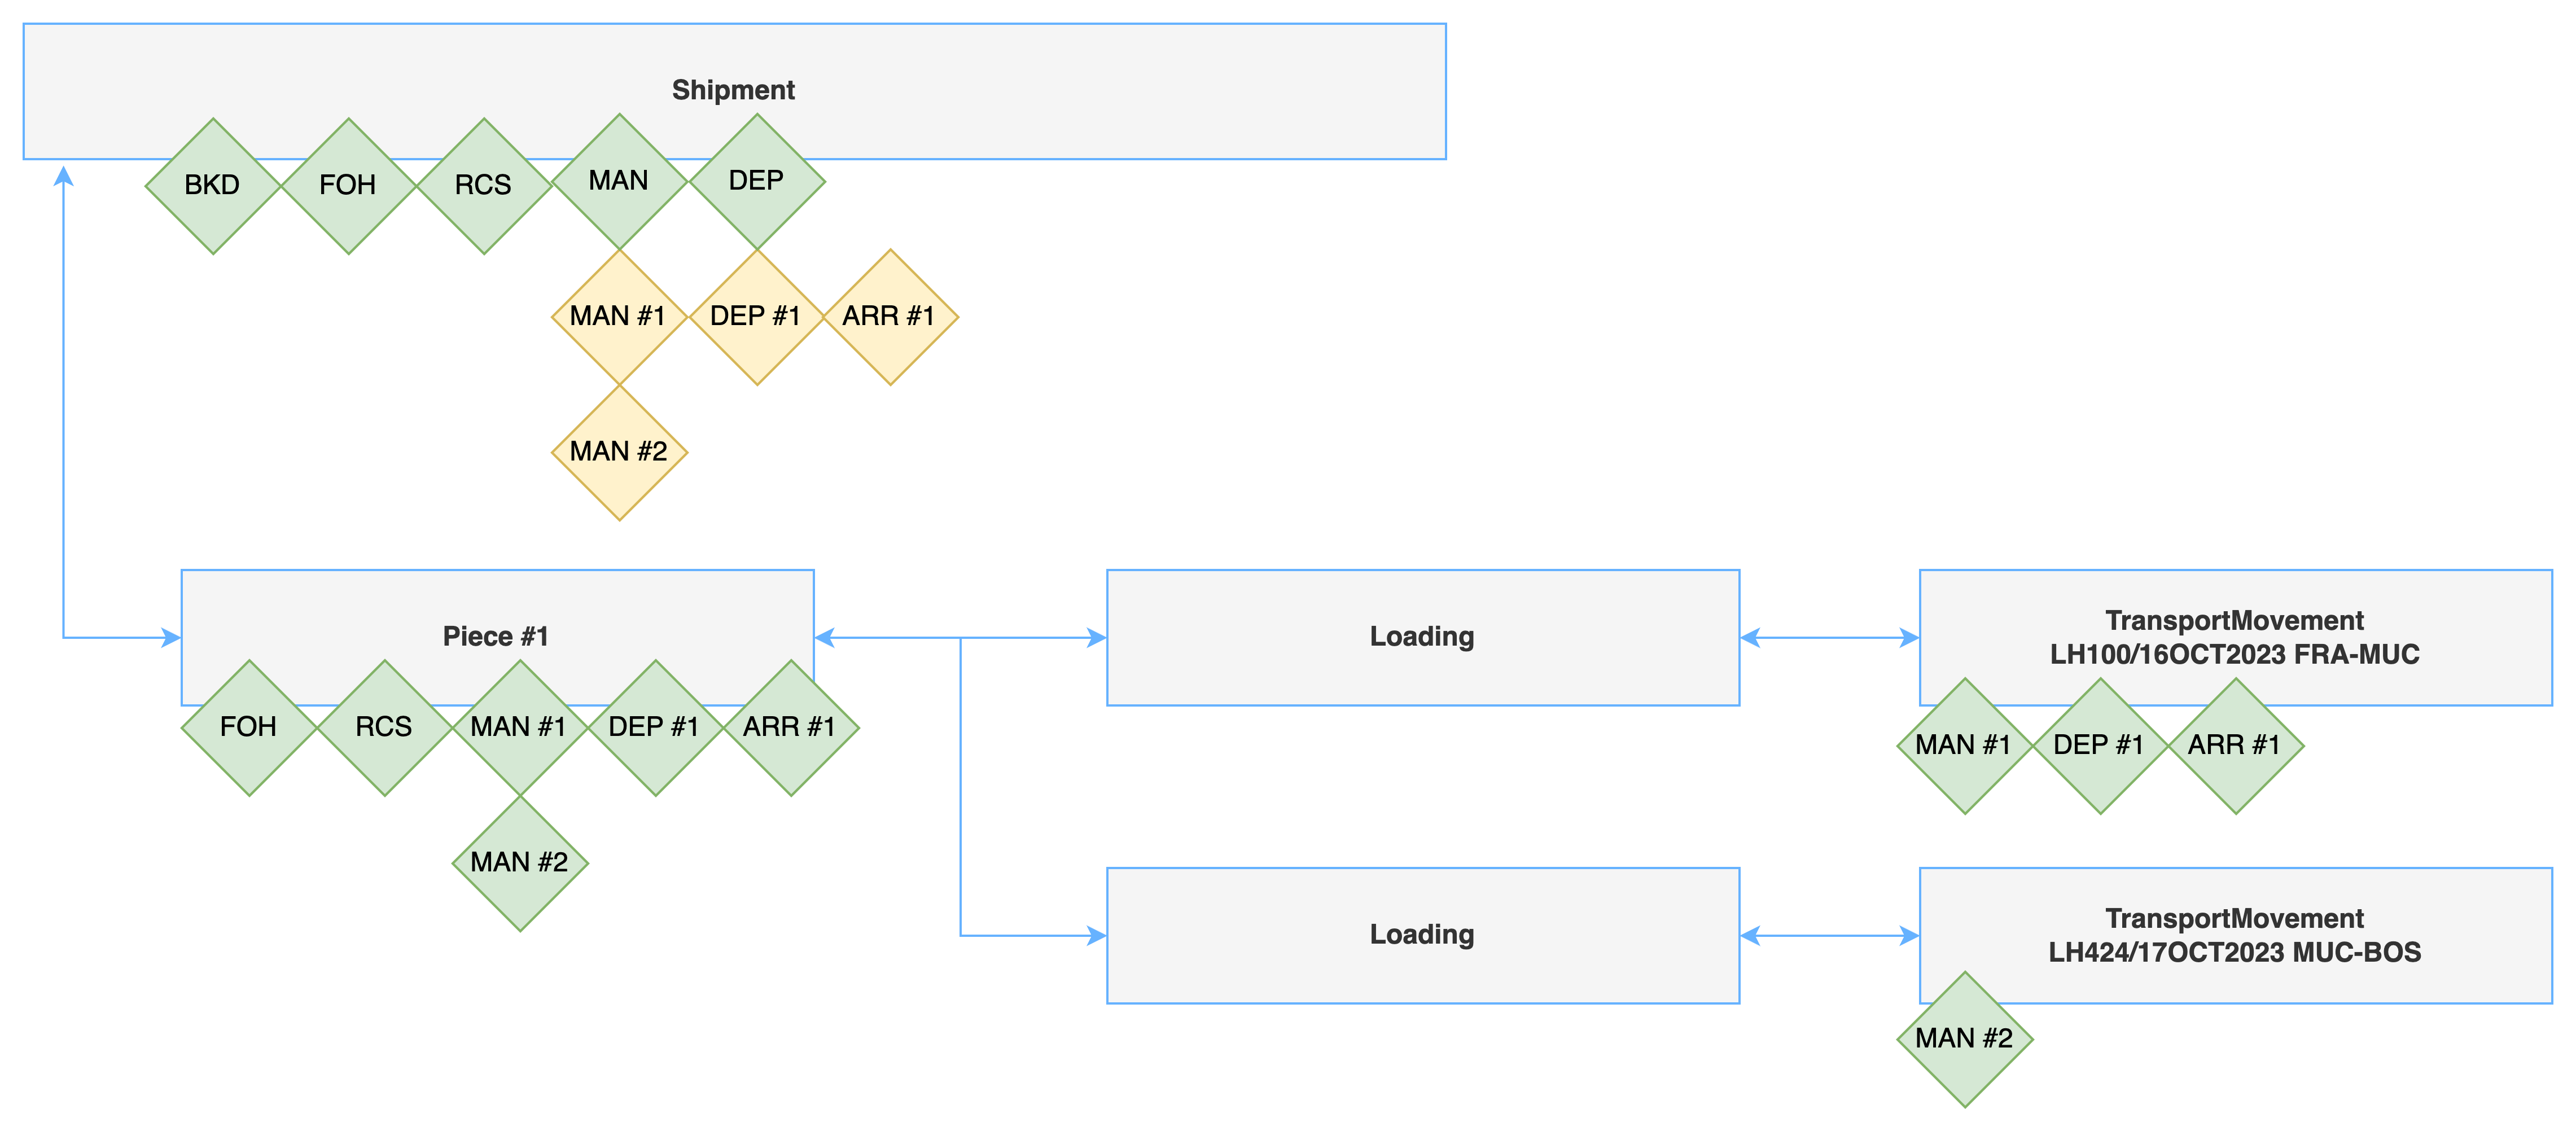 Shipment
BKD
FOH
RCS
MAN
DEP
MAN #1
DEP #1
ARR #1
MAN #2
Piece #1
FOH
RCS
MAN #1
DEP #1
ARR #1
MAN #2
Loading
TransportMovement
LH100/16OCT2023 FRA-MUC
MAN #1
DEP #1
ARR #1
Loading
TransportMovement
LH424/17OCT2023 MUC-BOS
MAN #2